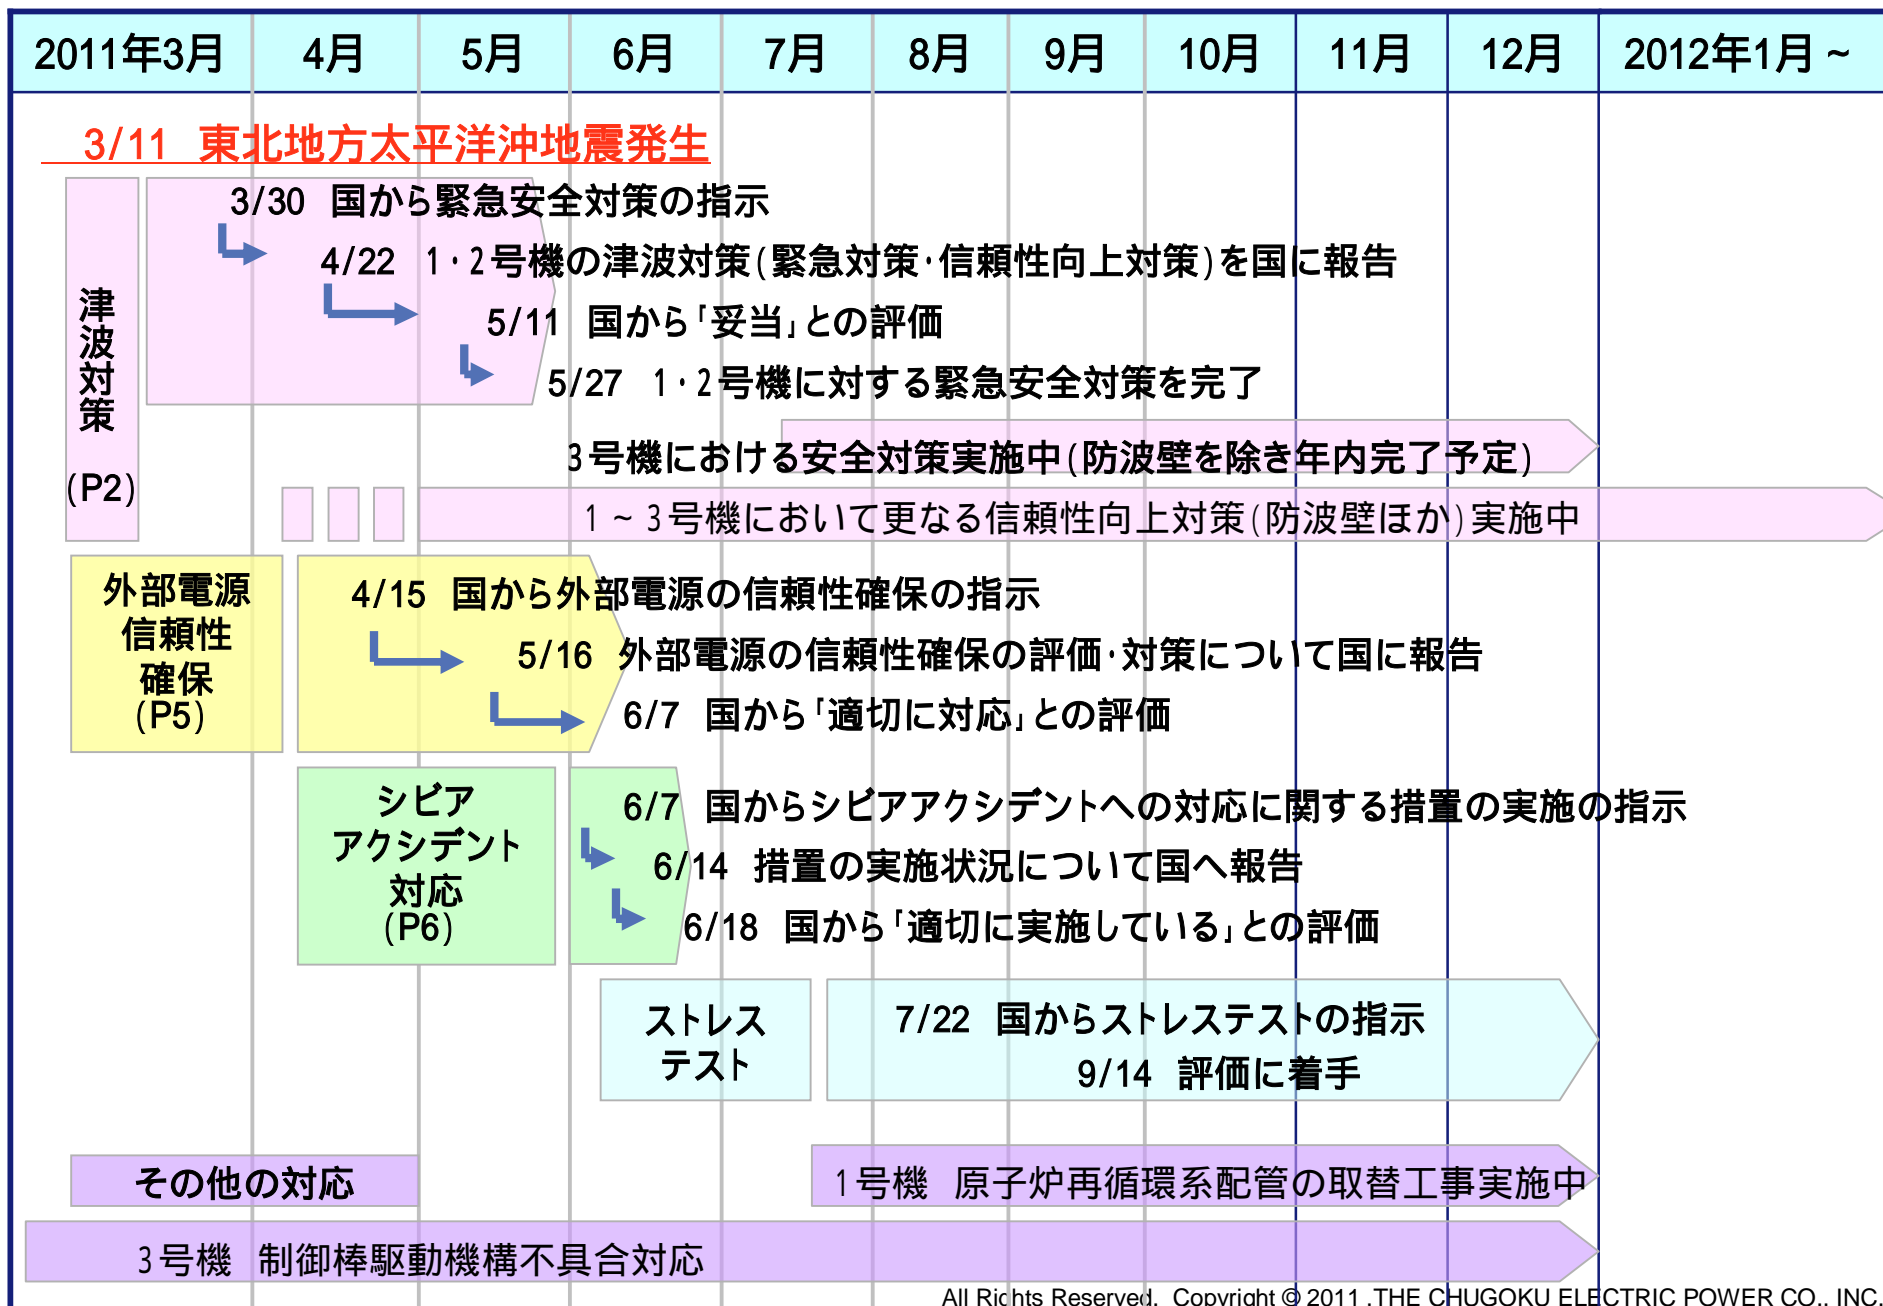 2011年3月 4月 5月 6月 7月 8月 9月 10月 11月 12月 2012年1月~
3/11 東北地方太平洋沖地震発生
津波対策
(P2)
3/30 国から緊急安全対策の指示
4/22 1・2号機の津波対策(緊急対策・信頼性向上対策)を国に報告
5/11 国から「妥当」との評価
5/27 1・2号機に対する緊急安全対策を完了
3号機における安全対策実施中(防波壁を除き年内完了予定)
1~3号機において更なる信頼性向上対策(防波壁ほか)実施中
外部電源
信頼性
確保
(P5)
4/15 国から外部電源の信頼性確保の指示
5/16 外部電源の信頼性確保の評価・対策について国に報告
6/7 国から「適切に対応」との評価
シビア
アクシデント
対応
(P6)
6/7 国からシビアアクシデントへの対応に関する措置の実施の指示
6/14 措置の実施状況について国へ報告
6/18 国から「適切に実施している」との評価
ストレス
テスト
7/22 国からストレステストの指示
9/14 評価に着手
その他の対応
1号機 原子炉再循環系配管の取替工事実施中
3号機 制御棒駆動機構不具合対応
All Rights Reserved. Copyright © 2011 ,THE CHUGOKU ELECTRIC POWER CO., INC.